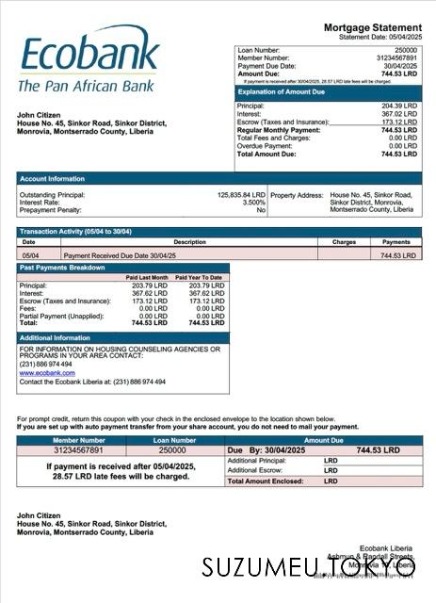 Ecobank
The Pan African Bank
Mortgage Statement
Statement Date: 05/04/2025
Loan Number: 250000
Member Number: 31234567891
Payment Due Date: 30/04/2025
Amount Due: 744.53 LRD
If payment is received after 05/04/2025, 28.57 LRD late fees will be charged.
John Citizen
House No. 45, Sinkor Road, Sinkor District,
Monrovia, Montserrado County, Liberia
Explanation of Amount Due
Principal: 204.39 LRD
Interest: 367.02 LRD
Escrow (Taxes and Insurance): 173.12 LRD
Regular Monthly Payment: 744.53 LRD
Total Fees and Charges: 0.00 LRD
Overdue Payment: 0.00 LRD
Total Amount Due: 744.53 LRD
Account Information
Outstanding Principal: 125,835.84 LRD
Interest Rate: 3.500%
Prepayment Penalty: No
Property Address: House No. 45, Sinkor Road,
Sinkor District, Monrovia,
Montserrado County, Liberia
Transaction Activity (05/04 to 30/04)
Date Description Charges Payments
05/04 Payment Received Due Date 30/04/25 744.53 LRD
Past Payments Breakdown
Paid Last Month Paid Year To Date
Principal: 203.79 LRD 203.79 LRD
Interest: 367.62 LRD 367.62 LRD
Escrow (Taxes and Insurance): 173.12 LRD 173.12 LRD
Fees: 0.00 LRD 0.00 LRD
Partial Payment (Unapplied): 0.00 LRD 0.00 LRD
Total: 744.53 LRD 744.53 LRD
Additional Information
FOR INFORMATION ON HOUSING COUNSELING AGENCIES OR
PROGRAMS IN YOUR AREA CONTACT:
(231) 886 974 494
www.ecobank.com
Contact the Ecobank Liberia at: (231) 886 974 494
For prompt credit, return this coupon with your check in the enclosed envelope to the location shown below.
If you are set up with auto payment transfer from your share account, you do not need to mail your payment.
Member Number Loan Number Amount Due
31234567891 250000 Due By: 30/04/2025 744.53 LRD
If payment is received after 05/04/2025,
28.57 LRD late fees will be charged.
Additional Principal: LRD
Additional Escrow: LRD
Total Amount Enclosed: LRD
John Citizen
House No. 45, Sinkor Road, Sinkor District,
Monrovia, Montserrado County, Liberia
Ecobank Liberia
Ashmun & Randall Streets
Monrovia
SUZUMEU.TOKYO